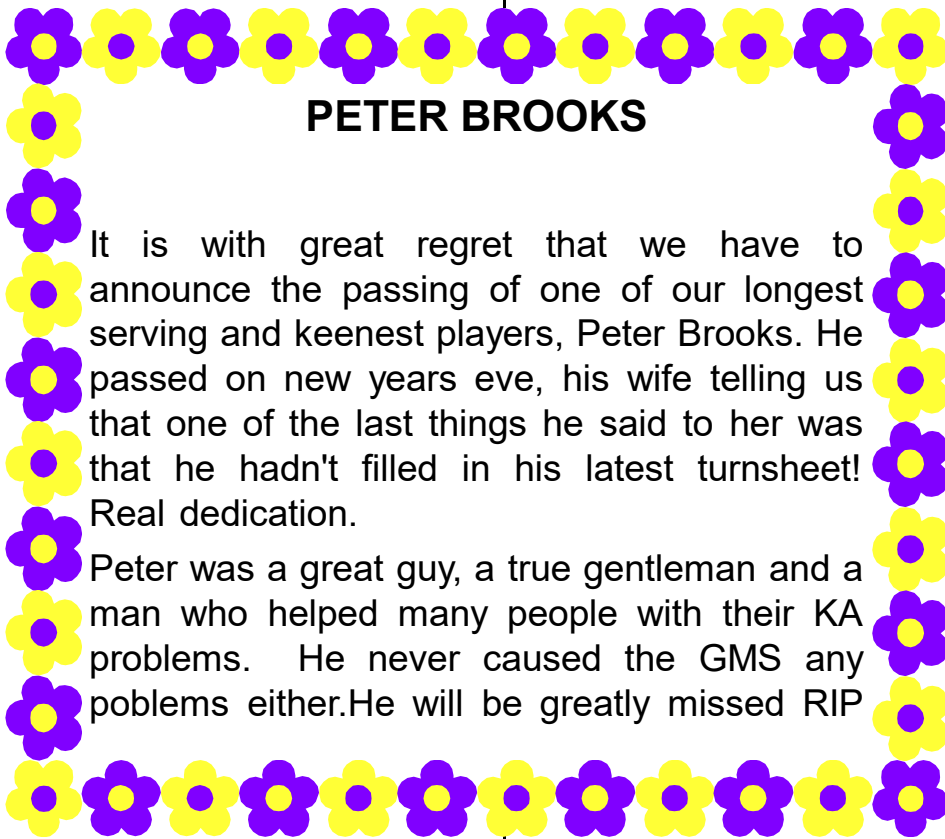 PETER BROOKS
It is with great regret that we have to
announce the passing of one of our longest
serving and keenest players, Peter Brooks. He
passed on new years eve, his wife telling us
that one of the last things he said to her was
that he hadn't filled in his latest turnsheet!
Real dedication.
Peter was a great guy, a true gentleman and a
man who helped many people with their KA
problems. He never caused the GMS any
poblems either.He will be greatly missed RIP